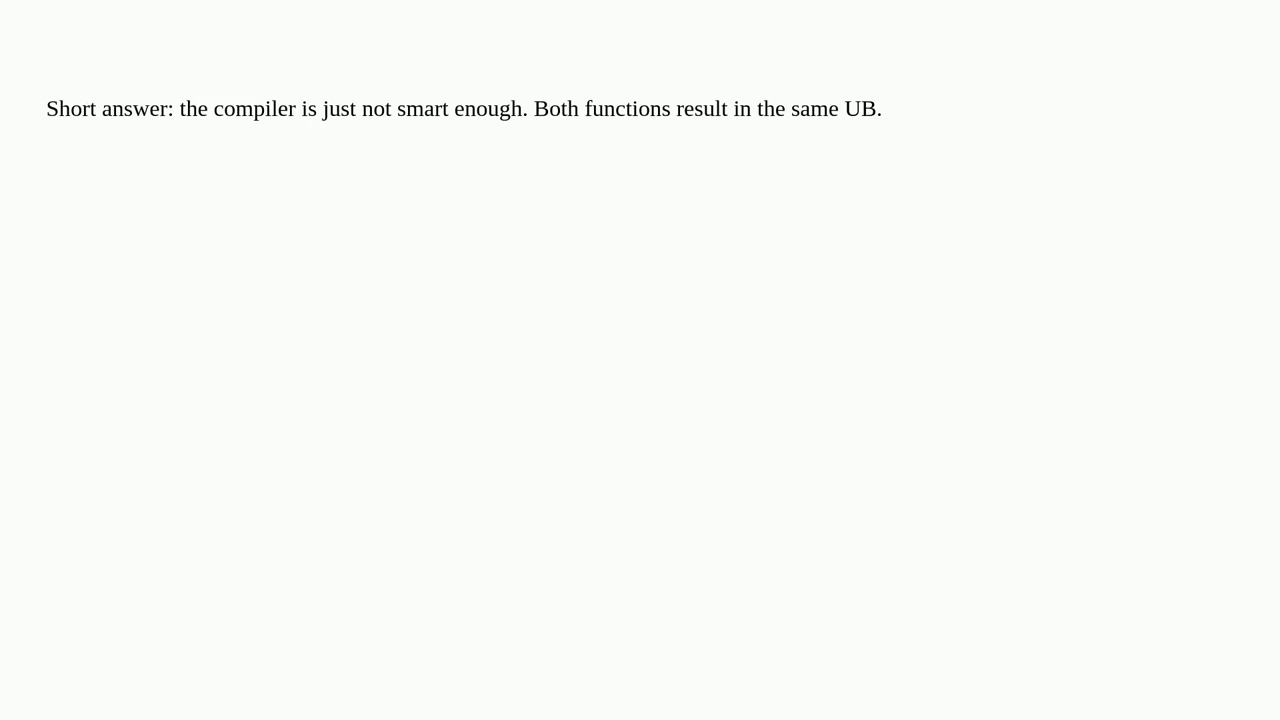 Short answer: the compiler is just not smart enough. Both functions result in the same UB.